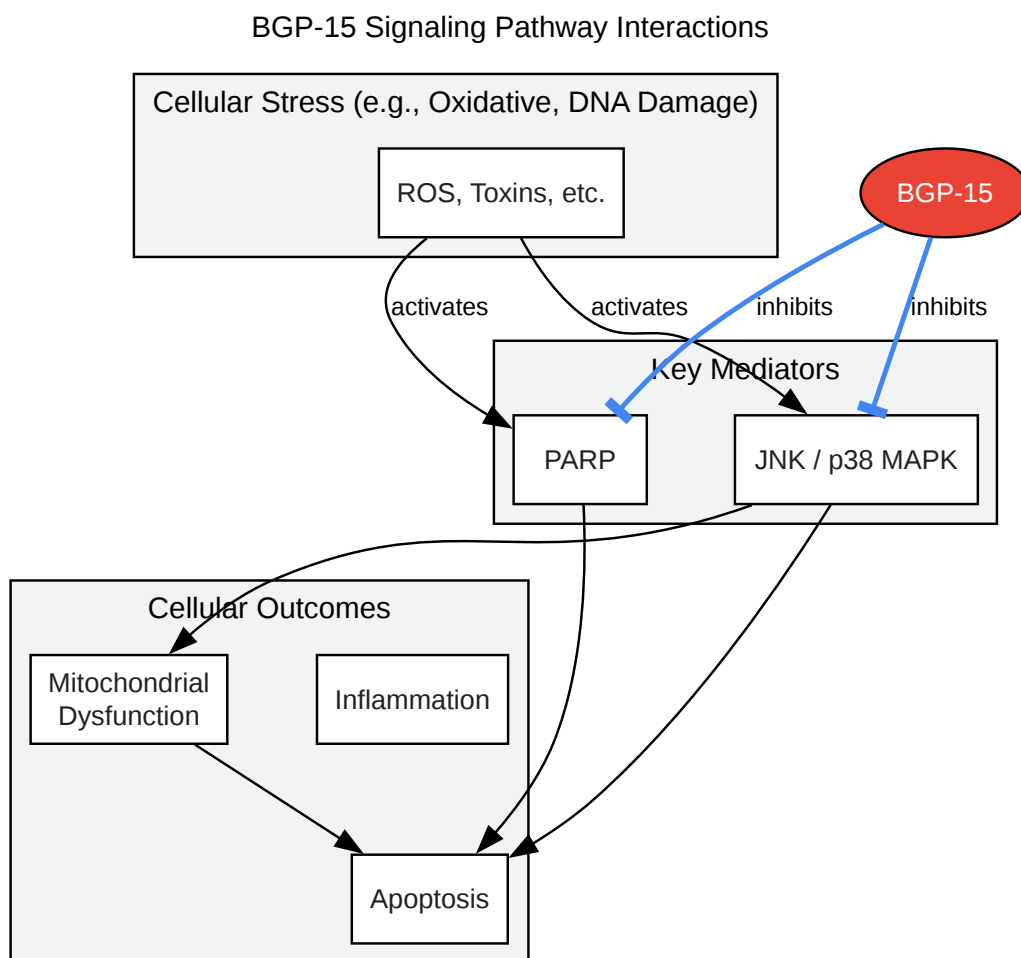 BGP-15 Signaling Pathway Interactions
Cellular Stress (e.g., Oxidative, DNA Damage)
ROS, Toxins, etc.
BGP-15
activates
activates
inhibits
inhibits
Key Mediators
PARP
JNK / p38 MAPK
Cellular Outcomes
Mitochondrial
Dysfunction
Inflammation
Apoptosis